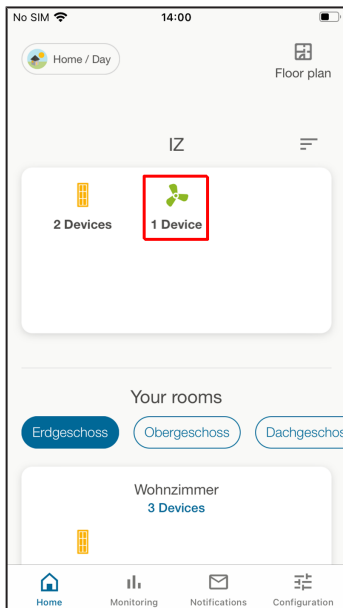 No SIM 14:00
Home / Day
Floor plan
IZ
2 Devices 1 Device
Your rooms
Erdgeschoss Obergeschoss Dachgeschos
Wohnzimmer
3 Devices
Home Monitoring Notifications Configuration